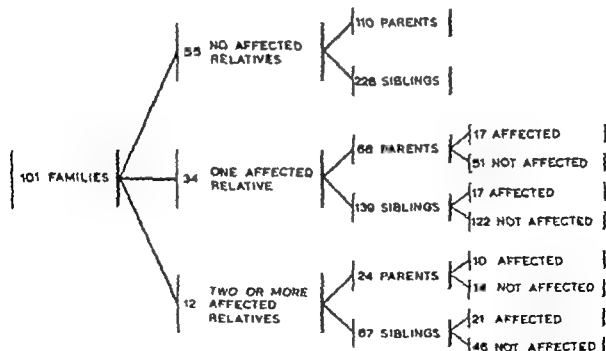 55 NO AFFECTED
RELATIVES
110 PARENTS
228 SIBLINGS
101 FAMILIES
34 ONE AFFECTED
RELATIVE
68 PARENTS
17 AFFECTED
51 NOT AFFECTED
139 SIBLINGS
17 AFFECTED
122 NOT AFFECTED
12 TWO OR MORE
AFFECTED
RELATIVES
24 PARENTS
10 AFFECTED
14 NOT AFFECTED
67 SIBLINGS
21 AFFECTED
46 NOT AFFECTED